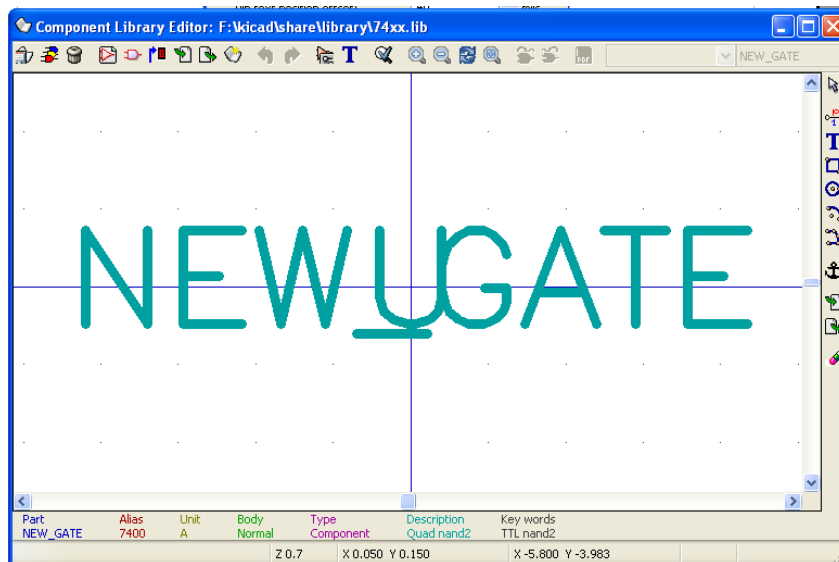 Component Library Editor: F:\kicad\share\library\74xx.lib
T
PDF
NEW_GATE
T
NEW_GATE
U
Part Alias Unit Body Type Description Key words
NEW_GATE 7400 A Normal Component Quad nand2 TTL nand2
Z 0.7 X 0.050 Y 0.150 X -5.800 Y -3.983